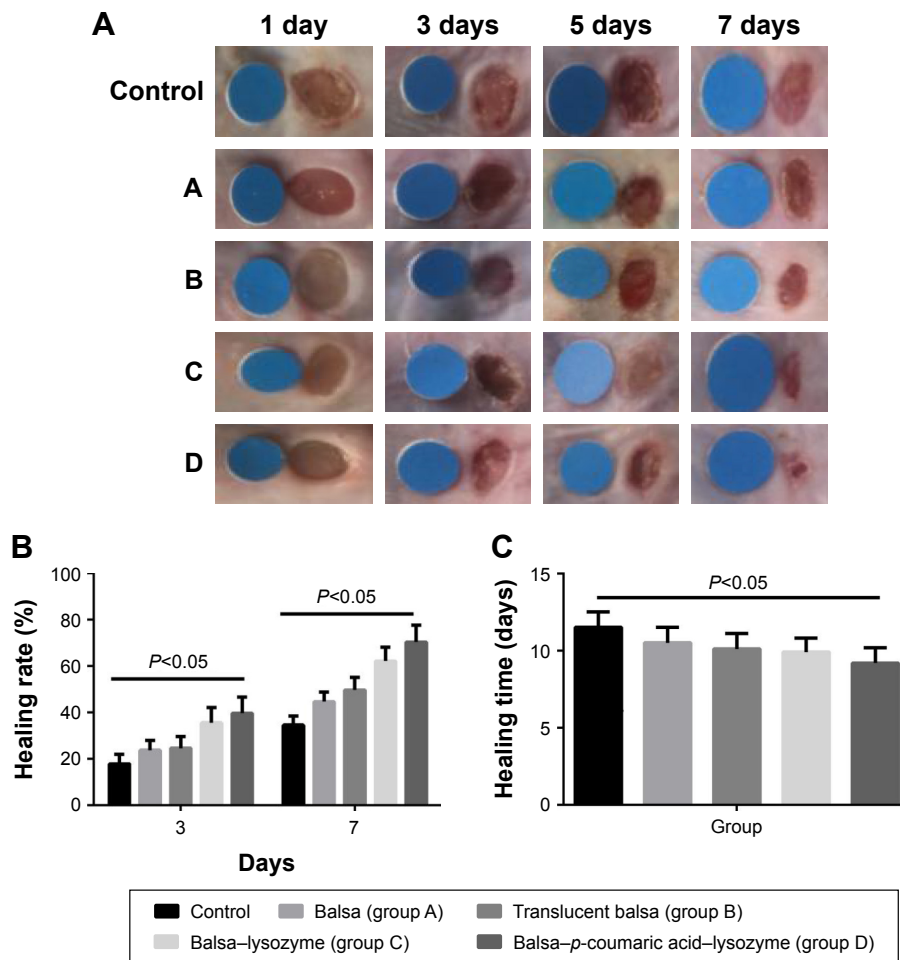 A
1 day 3 days 5 days 7 days
Control
A
B
C
D
B
Healing rate (%)
100
80
60
40
20
0
P<0.05
P<0.05
3 7
Days
C
Healing time (days)
15
10
5
0
P<0.05
Group
Control Balsa (group A) Translucent balsa (group B)
Balsa–lysozyme (group C) Balsa–p-coumaric acid–lysozyme (group D)